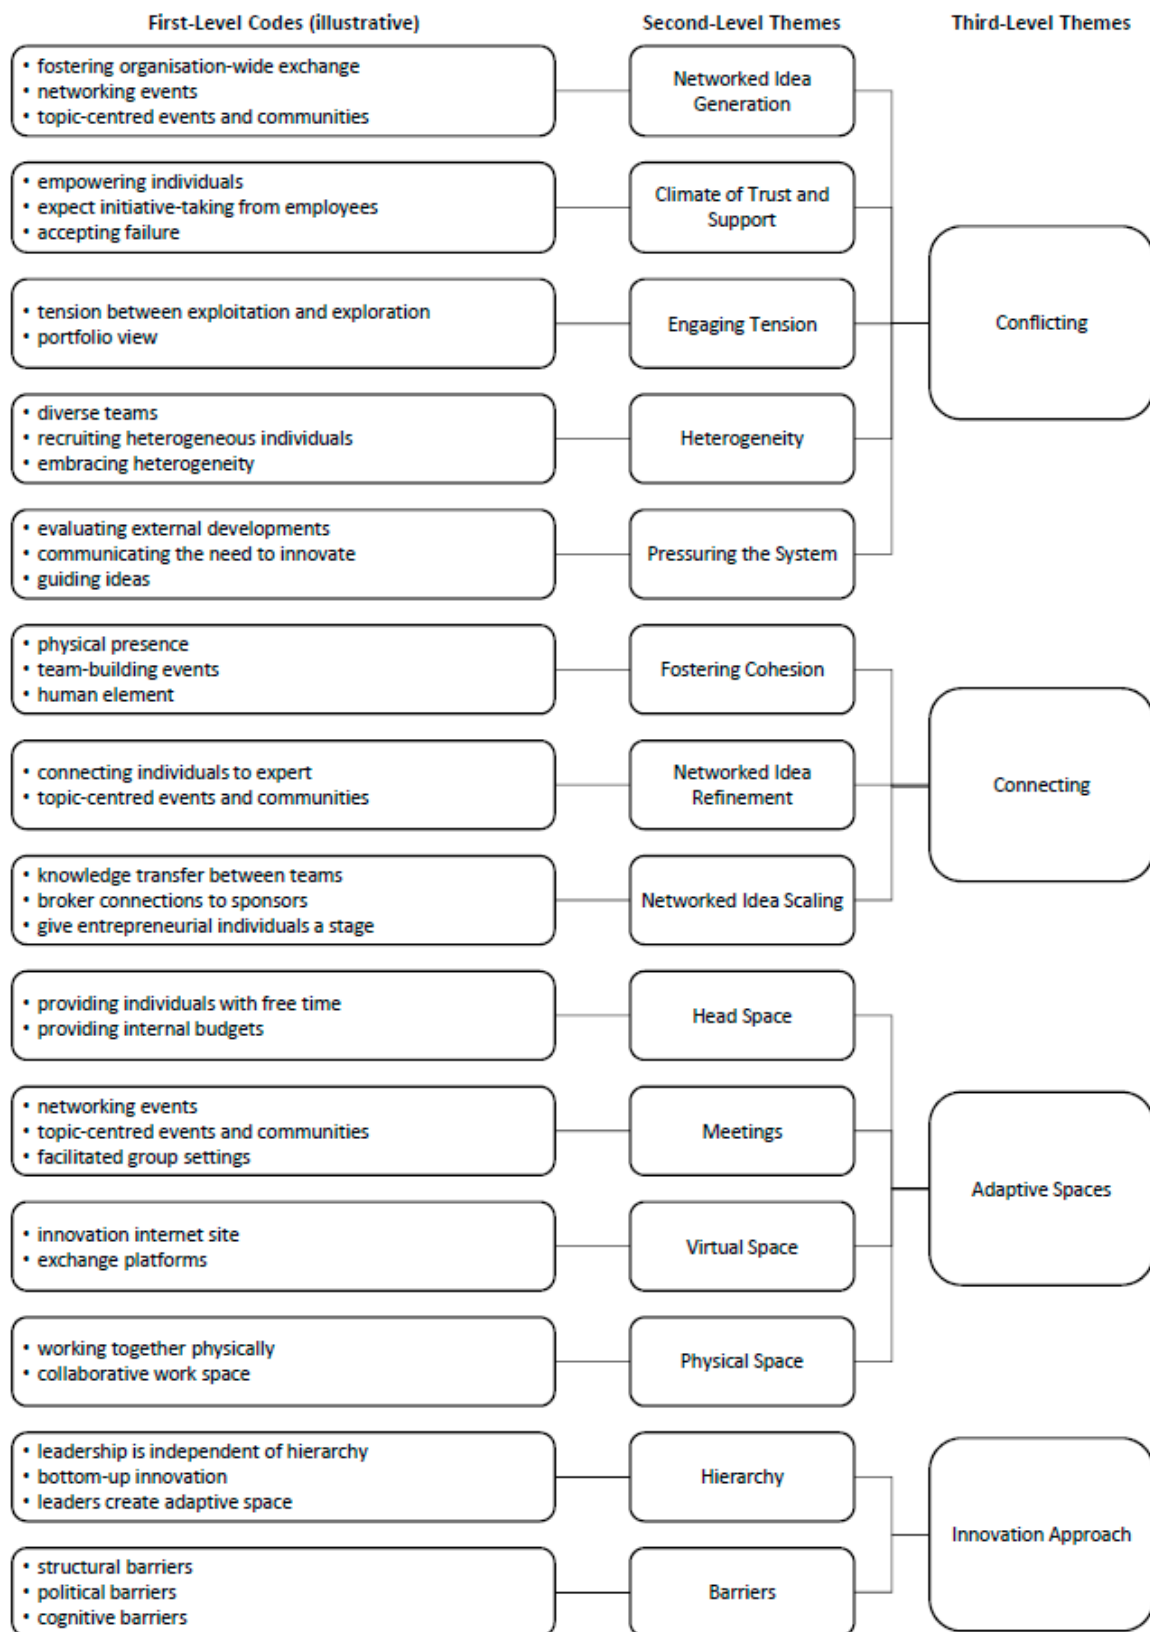 First-Level Codes (illustrative)
Second-Level Themes
Third-Level Themes
• fostering organisation-wide exchange
• networking events
• topic-centred events and communities
Networked Idea
Generation
• empowering individuals
• expect initiative-taking from employees
• accepting failure
Climate of Trust and
Support
• tension between exploitation and exploration
• portfolio view
Engaging Tension
• diverse teams
• recruiting heterogeneous individuals
• embracing heterogeneity
Heterogeneity
• evaluating external developments
• communicating the need to innovate
• guiding ideas
Pressuring the System
Conflicting
• physical presence
• team-building events
• human element
Fostering Cohesion
• connecting individuals to expert
• topic-centred events and communities
Networked Idea
Refinement
• knowledge transfer between teams
• broker connections to sponsors
• give entrepreneurial individuals a stage
Networked Idea Scaling
Connecting
• providing individuals with free time
• providing internal budgets
Head Space
• networking events
• topic-centred events and communities
• facilitated group settings
Meetings
• innovation internet site
• exchange platforms
Virtual Space
• working together physically
• collaborative work space
Physical Space
Adaptive Spaces
• leadership is independent of hierarchy
• bottom-up innovation
• leaders create adaptive space
Hierarchy
• structural barriers
• political barriers
• cognitive barriers
Barriers
Innovation Approach